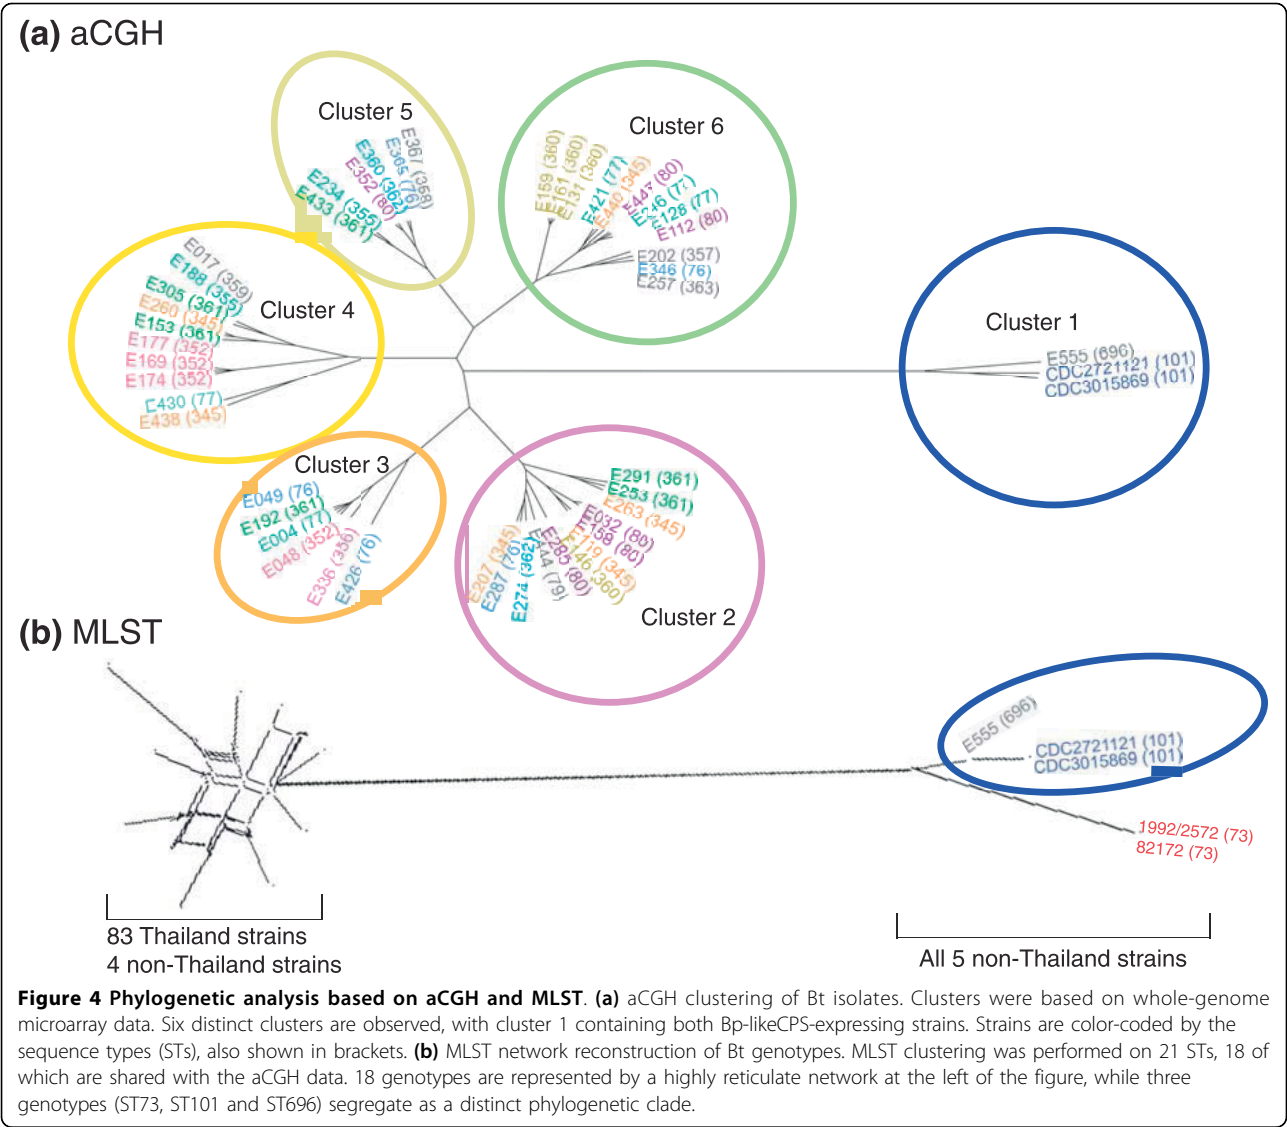 (a) aCGH
Cluster 5
E433 (361)
E234 (355)
E352 (80)
E360 (362)
E365 (76)
E367 (358)
Cluster 6
E159 (360)
E161 (360)
E131 (360)
E421 (77)
E440 (345)
E447 (80)
(77)
E128 (77)
E112 (80)
E202 (357)
E346 (76)
E257 (363)
Cluster 4
E017 (359)
E188 (355)
E305 (361)
E260 (345)
E153 (361)
E177 (352)
E169 (352)
E174 (352)
E430 (77)
E438 (345)
Cluster 1
E555 (696)
CDC2721121 (101)
CDC3015869 (101)
Cluster 3
E049 (76)
E192 (361)
E004 (77)
E048 (352)
E336 (356)
E426 (76)
E291 (361)
E253 (361)
E263 (345)
E032 (80)
E158 (80)
E119 (345)
E146 (360)
E285 (80)
E444 (79)
E274 (362)
E287 (76)
E207 (345)
Cluster 2
(b) MLST
E555 (696)
CDC2721121 (101)
CDC3015869 (101)
1992/2572 (73)
82172 (73)
83 Thailand strains
4 non-Thailand strains
All 5 non-Thailand strains
Figure 4 Phylogenetic analysis based on aCGH and MLST. (a) aCGH clustering of Bt isolates. Clusters were based on whole-genome
microarray data. Six distinct clusters are observed, with cluster 1 containing both Bp-likeCPS-expressing strains. Strains are color-coded by the
sequence types (STs), also shown in brackets. (b) MLST network reconstruction of Bt genotypes. MLST clustering was performed on 21 STs, 18 of
which are shared with the aCGH data. 18 genotypes are represented by a highly reticulate network at the left of the figure, while three
genotypes (ST73, ST101 and ST696) segregate as a distinct phylogenetic clade.